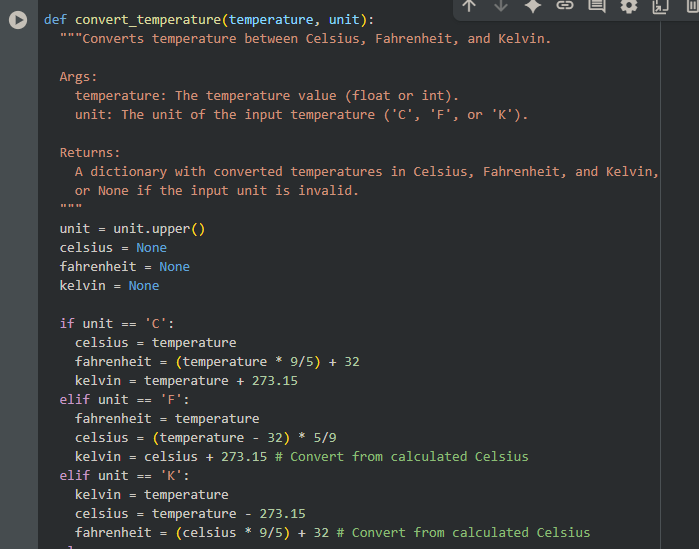 def convert_temperature(temperature, unit):
  """Converts temperature between Celsius, Fahrenheit, and Kelvin.

  Args:
    temperature: The temperature value (float or int).
    unit: The unit of the input temperature ('C', 'F', or 'K').

  Returns:
    A dictionary with converted temperatures in Celsius, Fahrenheit, and Kelvin,
    or None if the input unit is invalid.
  """
  unit = unit.upper()
  celsius = None
  fahrenheit = None
  kelvin = None

  if unit == 'C':
    celsius = temperature
    fahrenheit = (temperature * 9/5) + 32
    kelvin = temperature + 273.15
  elif unit == 'F':
    fahrenheit = temperature
    celsius = (temperature - 32) * 5/9
    kelvin = celsius + 273.15 # Convert from calculated Celsius
  elif unit == 'K':
    kelvin = temperature
    celsius = temperature - 273.15
    fahrenheit = (celsius * 9/5) + 32 # Convert from calculated Celsius